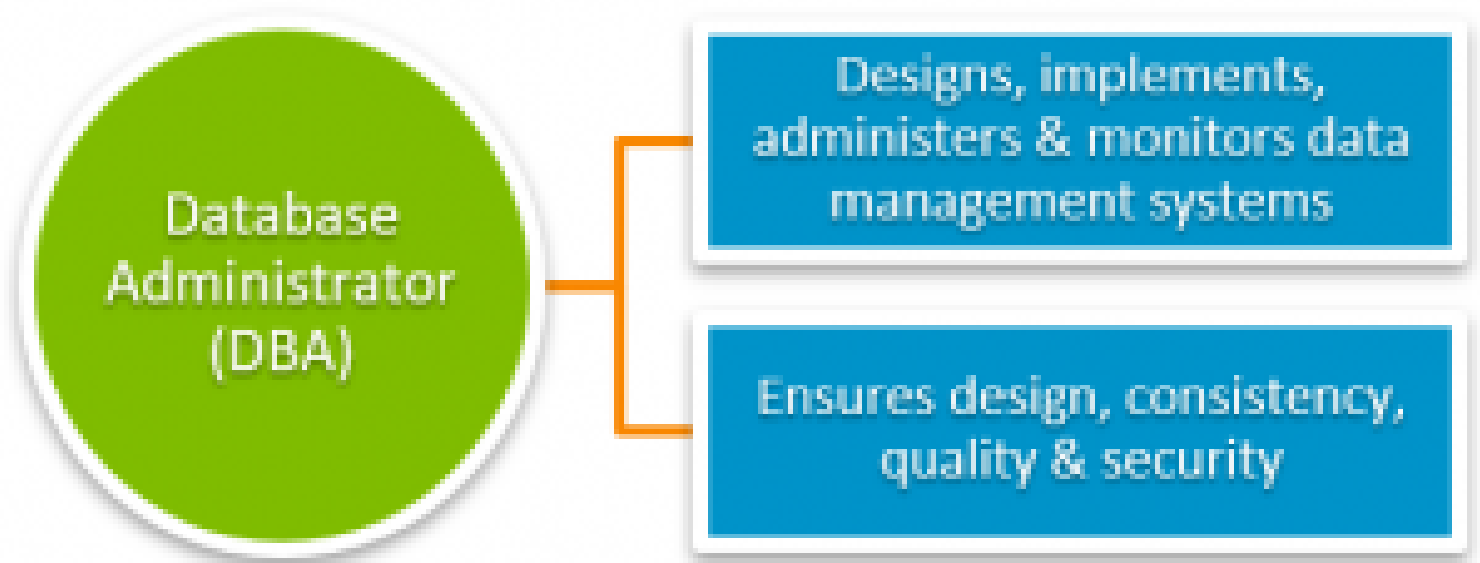 Database
Administrator
(DBA)
Designs, implements,
administers & monitors data
management systems
Ensures design, consistency,
quality & security